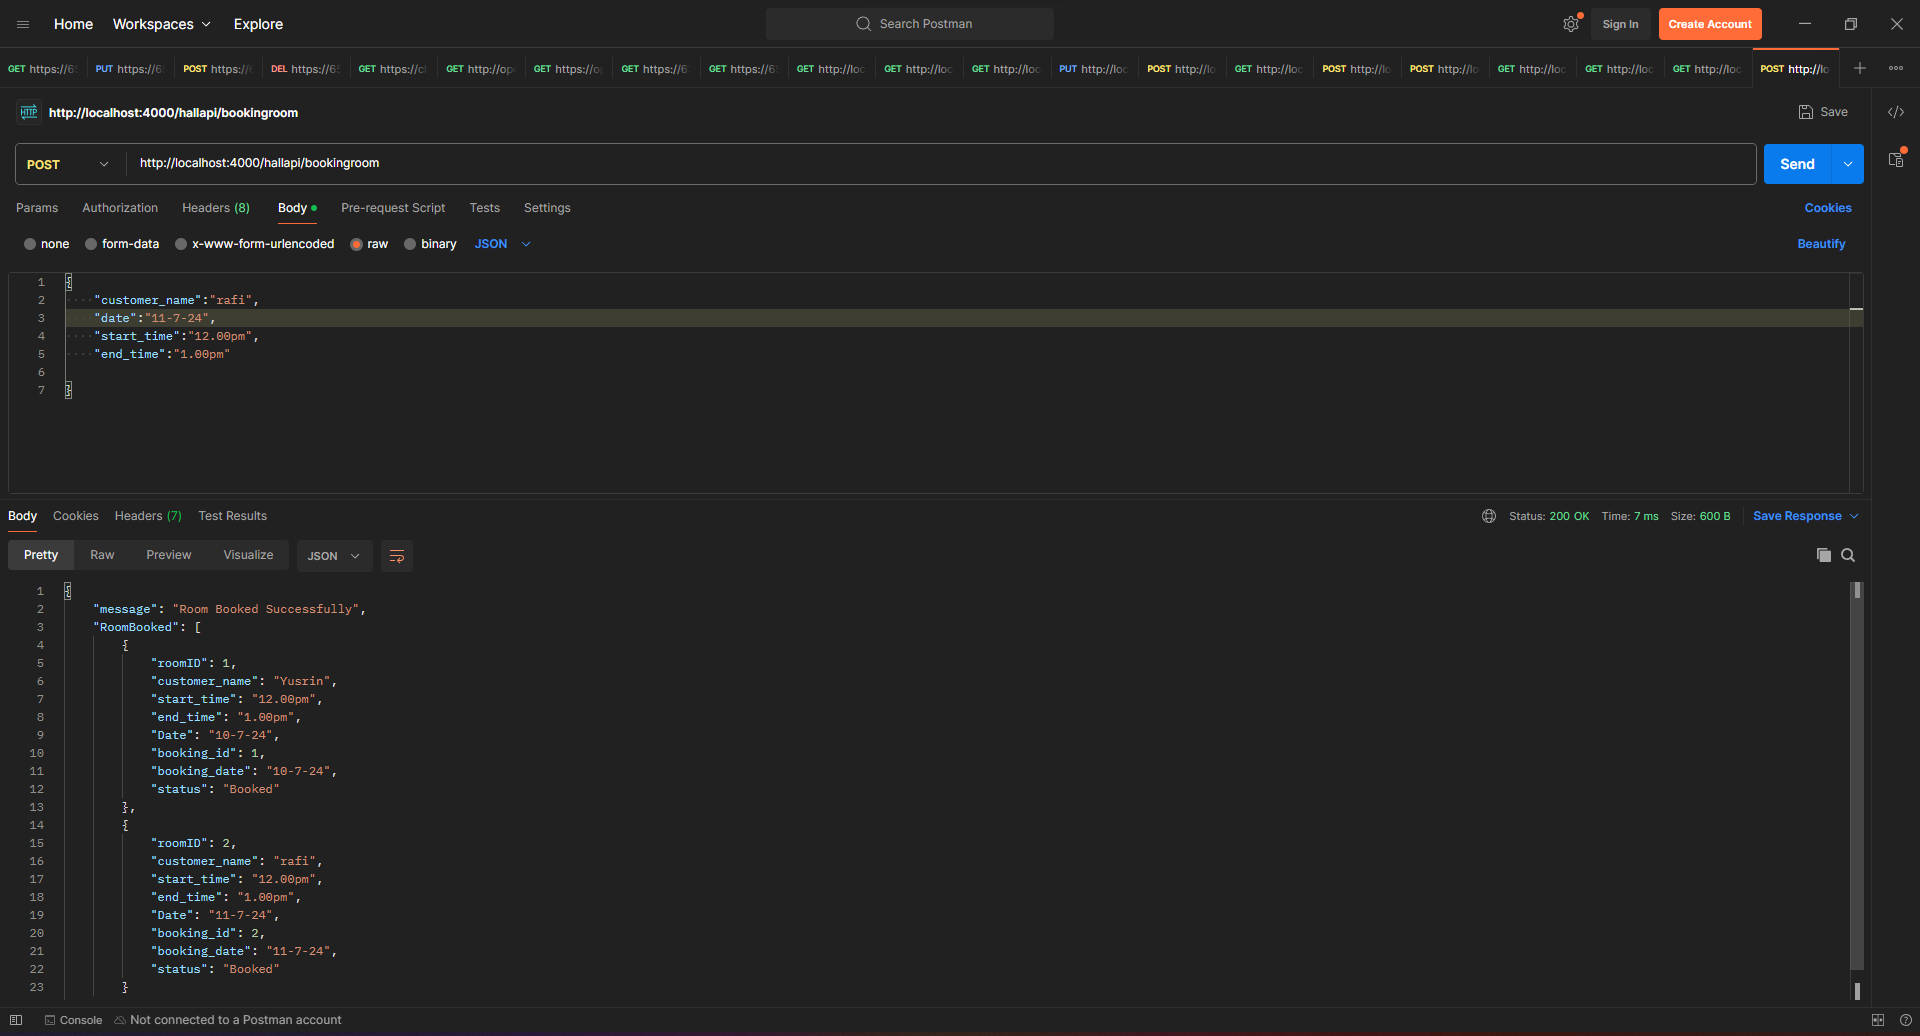 Home Workspaces Explore Search Postman Sign In Create Account
GET https://6 PUT https://6 POST https:// DEL https://6 GET https://c GET http://op GET https://o GET https://6 GET https://6 GET http://loc GET http://loc GET http://loc PUT http://loc POST http://lo GET http://loc POST http://lo POST http://lo GET http://loc GET http://loc GET http://loc POST http://lo
HTTP http://localhost:4000/hallapi/bookingroom Save
POST http://localhost:4000/hallapi/bookingroom Send
Params Authorization Headers (8) Body Pre-request Script Tests Settings Cookies
none form-data x-www-form-urlencoded raw binary JSON Beautify
1 {
2 "customer_name":"rafi",
3 "date":"11-7-24",
4 "start_time":"12.00pm",
5 "end_time":"1.00pm"
6
7 }
Body Cookies Headers (7) Test Results Status: 200 OK Time: 7 ms Size: 600 B Save Response
Pretty Raw Preview Visualize JSON
1 {
2 "message": "Room Booked Successfully",
3 "RoomBooked": [
4 {
5 "roomID": 1,
6 "customer_name": "Yusrin",
7 "start_time": "12.00pm",
8 "end_time": "1.00pm",
9 "Date": "10-7-24",
10 "booking_id": 1,
11 "booking_date": "10-7-24",
12 "status": "Booked"
13 },
14 {
15 "roomID": 2,
16 "customer_name": "rafi",
17 "start_time": "12.00pm",
18 "end_time": "1.00pm",
19 "Date": "11-7-24",
20 "booking_id": 2,
21 "booking_date": "11-7-24",
22 "status": "Booked"
23 }
Console Not connected to a Postman account